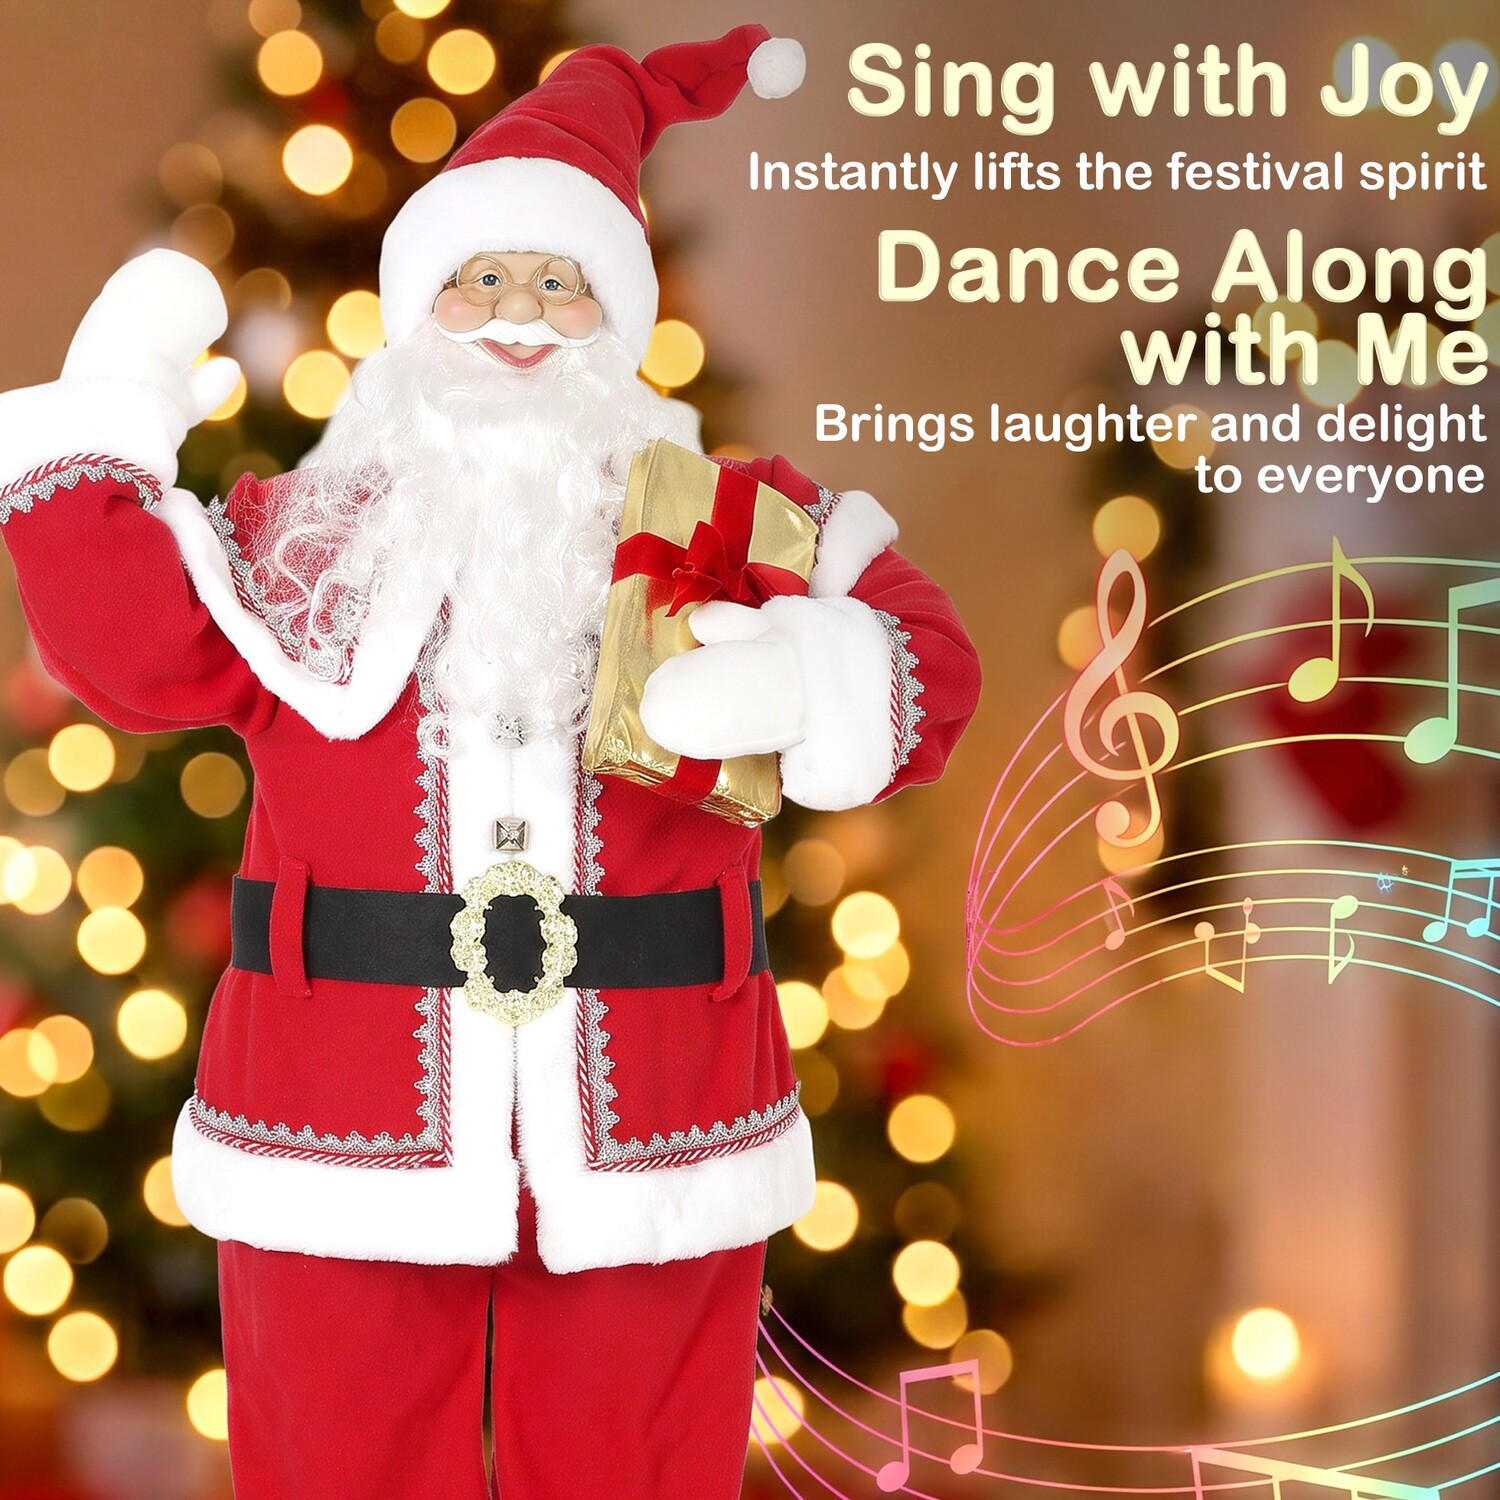 Sing with Joy
Instantly lifts the festival spirit
Dance Along
with Me
Brings laughter and delight
to everyone